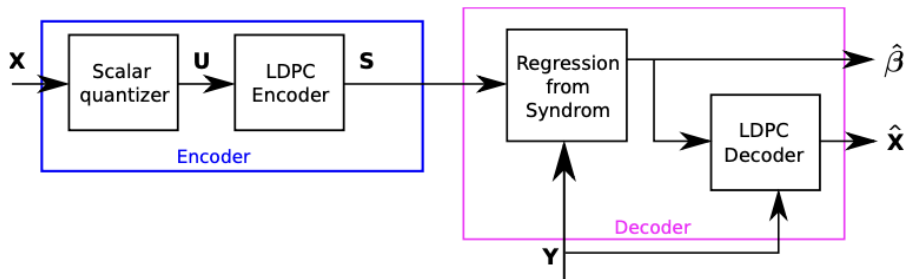 X
Scalar
quantizer
U
LDPC
Encoder
S
Encoder
Regression
from
Syndrom
LDPC
Decoder
β̂
X̂
Decoder
Y